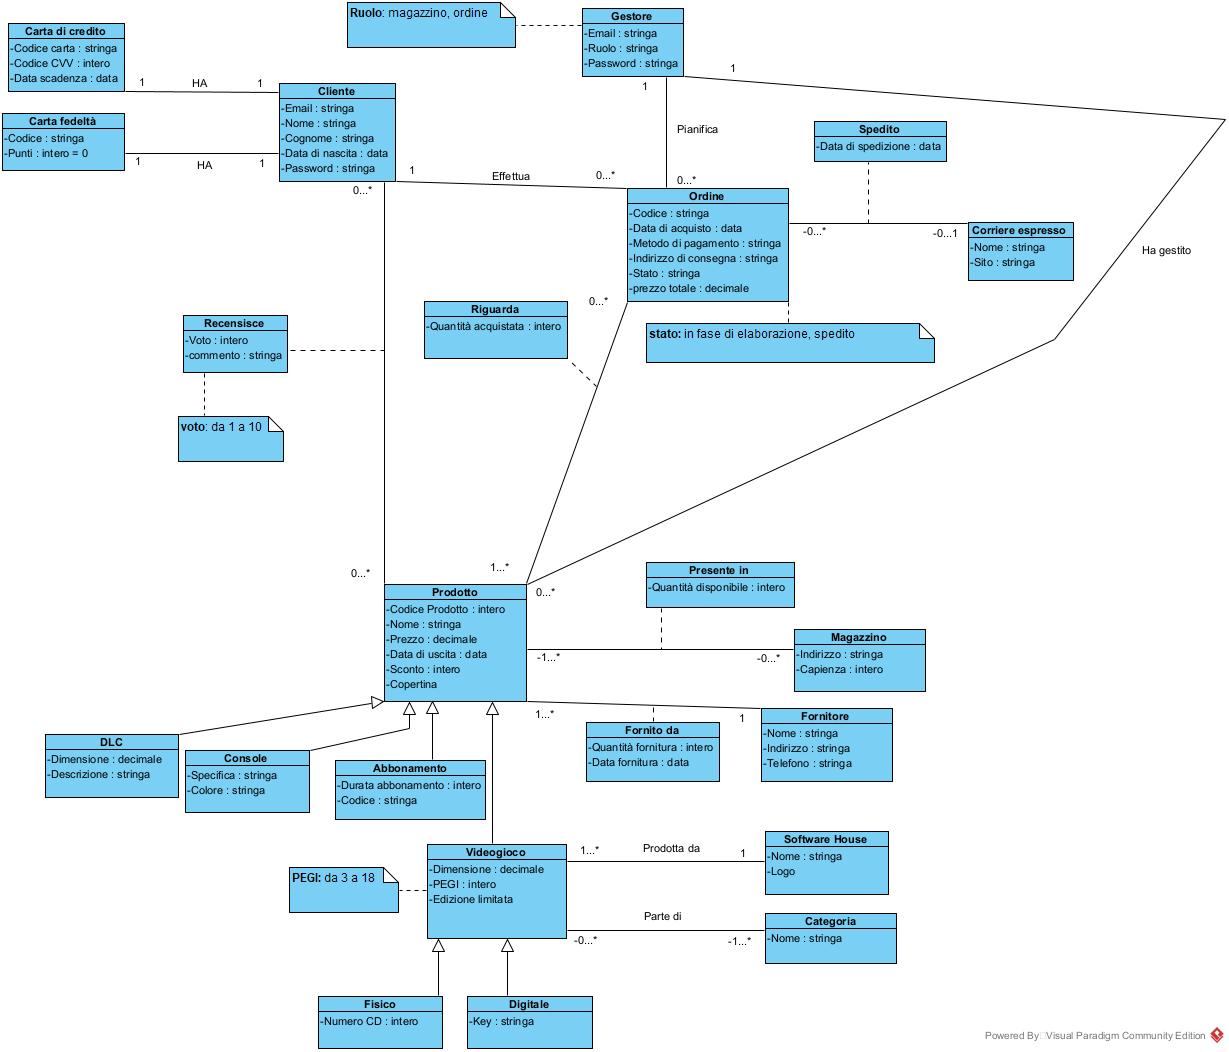 Carta di credito
-Codice carta : stringa
-Codice CVV : intero
-Data scadenza : data
1
HA
1
Carta fedeltà
-Codice : stringa
-Punti : intero = 0
1
HA
1
Cliente
-Email : stringa
-Nome : stringa
-Cognome : stringa
-Data di nascita : data
-Password : stringa
Ruolo: magazzino, ordine
Gestore
-Email : stringa
-Ruolo : stringa
-Password : stringa
1
1
Pianifica
0...*
Spedito
-Data di spedizione : data
1
Effettua
0...*
0...*
Ordine
-Codice : stringa
-Data di acquisto : data
-Metodo di pagamento : stringa
-Indirizzo di consegna : stringa
-Stato : stringa
-prezzo totale : decimale
-0...*
-0...1
Corriere espresso
-Nome : stringa
-Sito : stringa
Ha gestito
0...*
Riguarda
-Quantità acquistata : intero
stato: in fase di elaborazione, spedito
Recensisce
-Voto : intero
-commento : stringa
voto: da 1 a 10
0...*
1...*
0...*
Prodotto
-Codice Prodotto : intero
-Nome : stringa
-Prezzo : decimale
-Data di uscita : data
-Sconto : intero
-Copertina
Presente in
-Quantità disponibile : intero
-1...*
-0...*
Magazzino
-Indirizzo : stringa
-Capienza : intero
1...*
1
Fornito da
-Quantità fornitura : intero
-Data fornitura : data
Fornitore
-Nome : stringa
-Indirizzo : stringa
-Telefono : stringa
DLC
-Dimensione : decimale
-Descrizione : stringa
Console
-Specifica : stringa
-Colore : stringa
Abbonamento
-Durata abbonamento : intero
-Codice : stringa
PEGI: da 3 a 18
Videogioco
-Dimensione : decimale
-PEGI : intero
-Edizione limitata
1...*
Prodotta da
1
Software House
-Nome : stringa
-Logo
Parte di
-0...*
-1...*
Categoria
-Nome : stringa
Fisico
-Numero CD : intero
Digitale
-Key : stringa
Powered By Visual Paradigm Community Edition